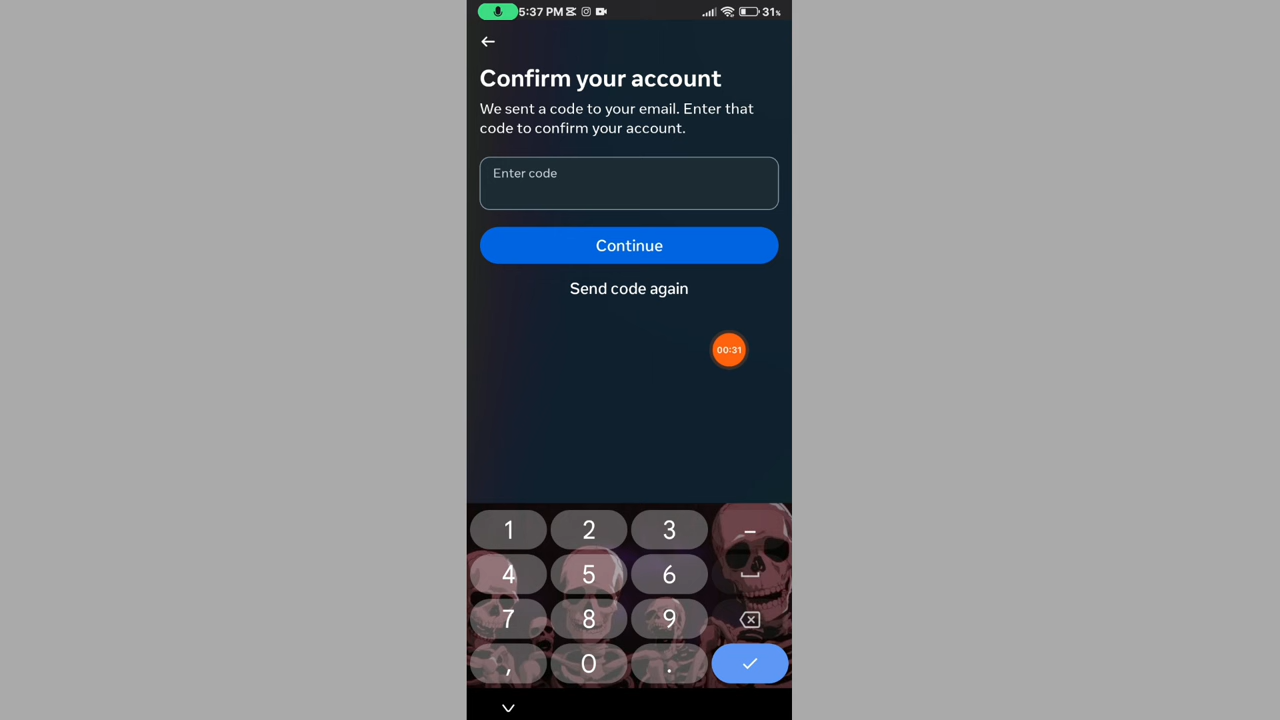 5:37 PM 31%
Confirm your account
We sent a code to your email. Enter that
code to confirm your account.
Enter code
Continue
Send code again
00:31
1 2 3 –
4 5 6
7 8 9
, 0 .